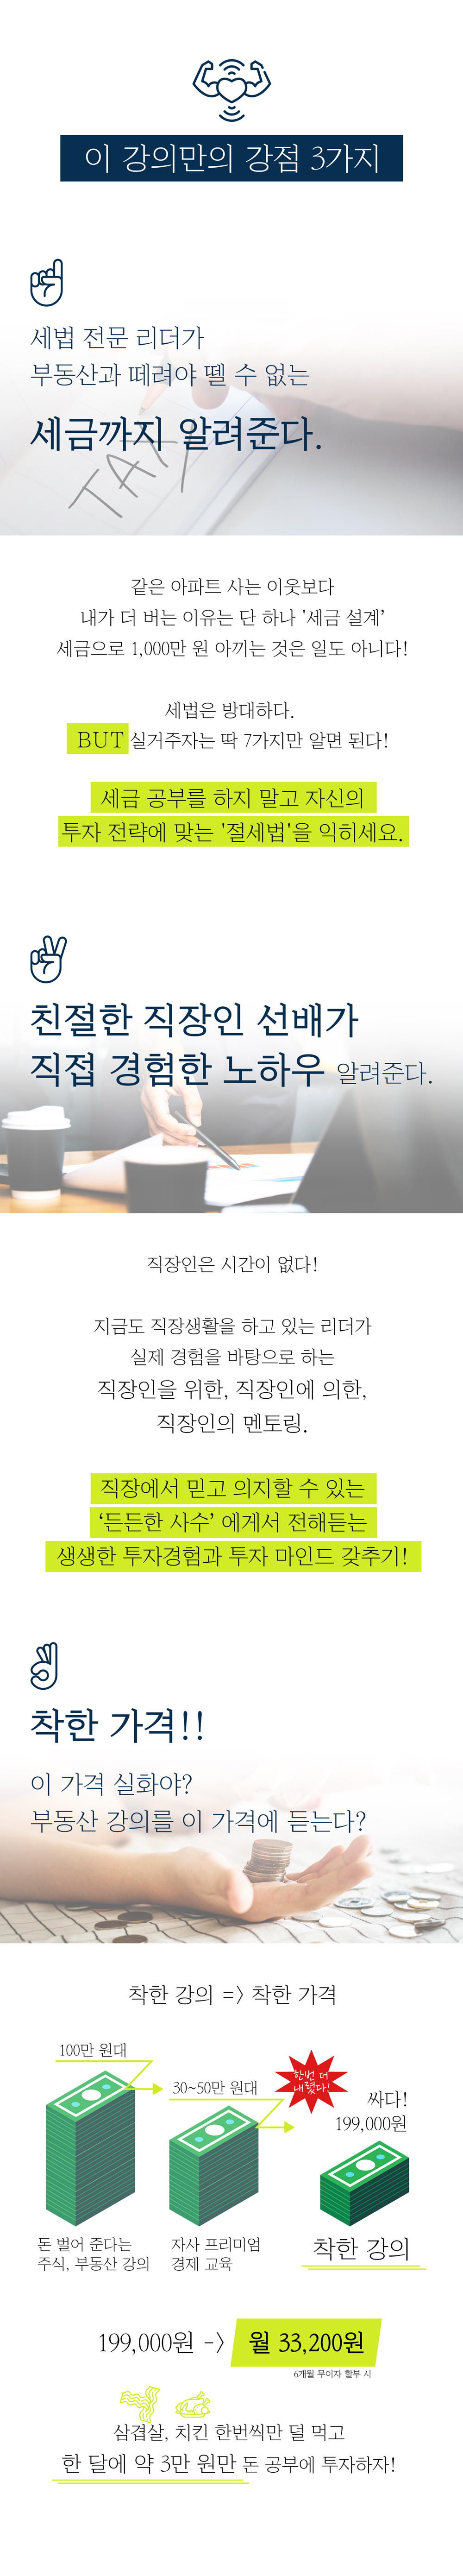 이 강의만의 강점 3가지
세법 전문 리더가
부동산과 떼려야 뗄 수 없는
세금까지 알려준다.
TAX
같은 아파트 사는 이웃보다
내가 더 버는 이유는 단 하나 '세금 설계’
세금으로 1,000만 원 아끼는 것은 일도 아니다!
세법은 방대하다.
BUT 실거주자는 딱 7가지만 알면 된다!
세금 공부를 하지 말고 자신의
투자 전략에 맞는 '절세법'을 익히세요.
친절한 직장인 선배가
직접 경험한 노하우 알려준다.
직장인은 시간이 없다!
지금도 직장생활을 하고 있는 리더가
실제 경험을 바탕으로 하는
직장인을 위한, 직장인에 의한,
직장인의 멘토링.
직장에서 믿고 의지할 수 있는
‘든든한 사수’ 에게서 전해듣는
생생한 투자경험과 투자 마인드 갖추기!
착한 가격!!
이 가격 실화야?
부동산 강의를 이 가격에 듣는다?
착한 강의 => 착한 가격
100만 원대
30~50만 원대
한번 더
내렸다!
싸다!
199,000원
돈 벌어 준다는
주식, 부동산 강의
자사 프리미엄
경제 교육
착한 강의
199,000원 -> 월 33,200원
6개월 무이자 할부 시
삼겹살, 치킨 한번씩만 덜 먹고
한 달에 약 3만 원만 돈 공부에 투자하자!